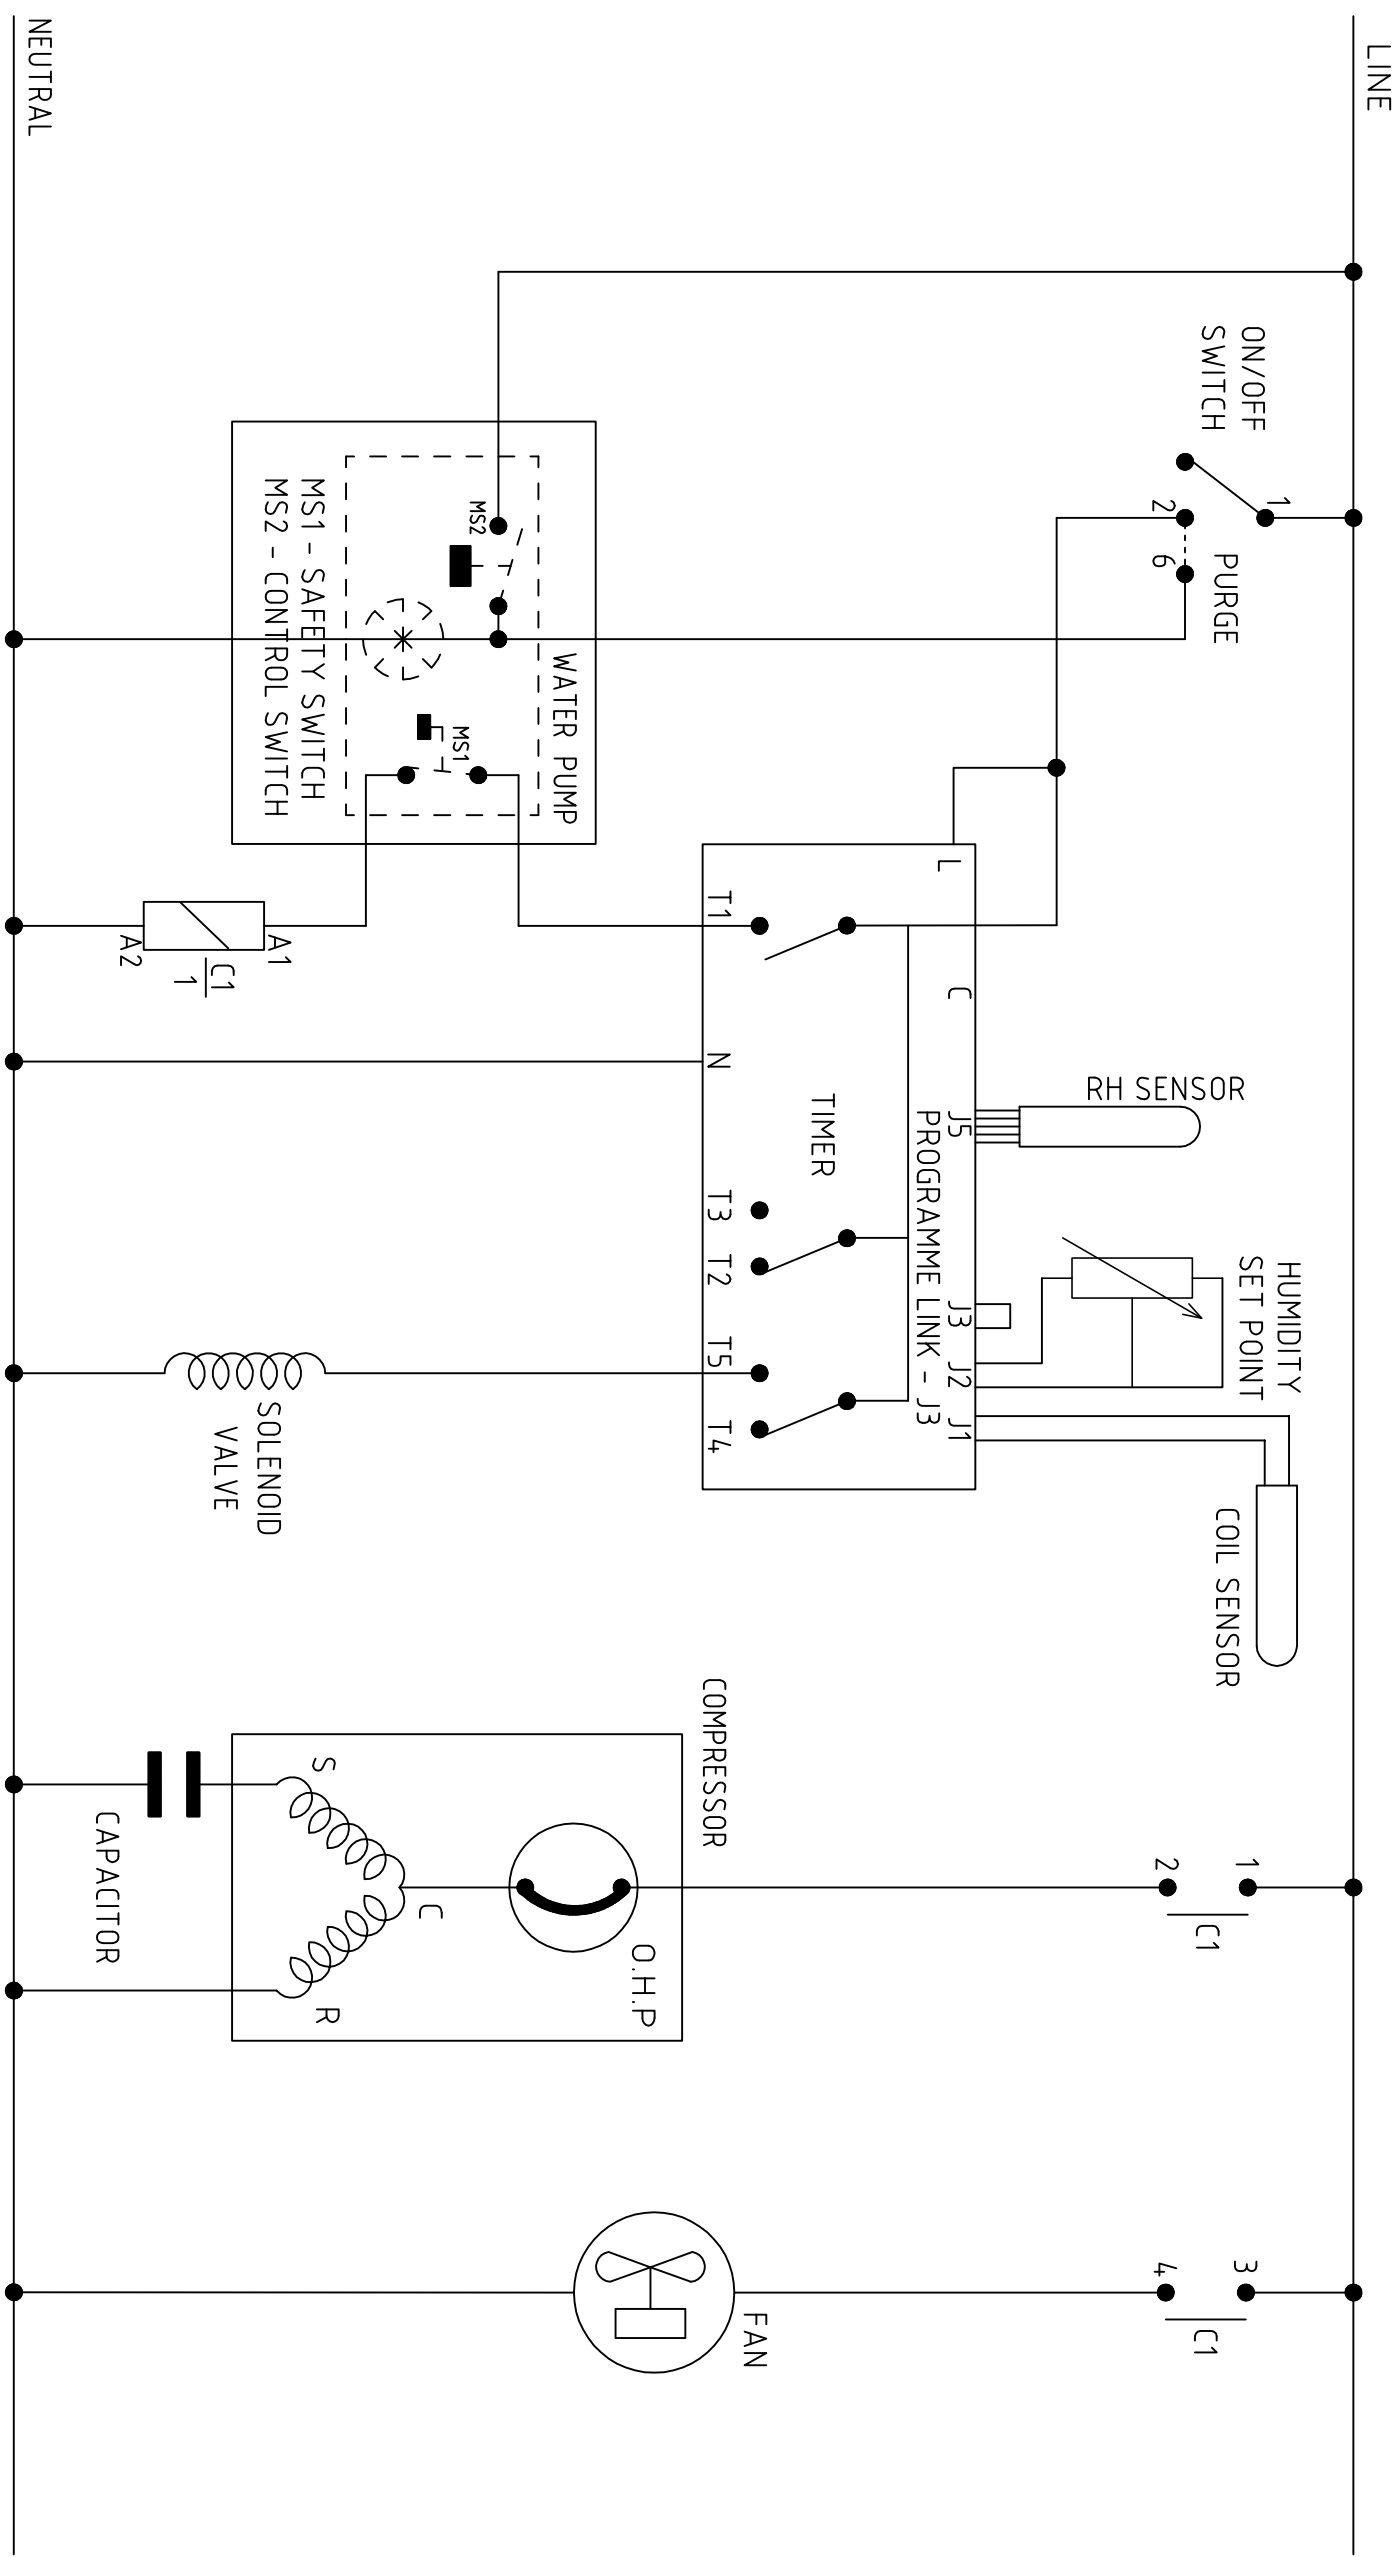 LINE
ON/OFF
SWITCH
1
2
6
PURGE
HUMIDITY
SET POINT
RH SENSOR
COIL SENSOR
1
2
C1
3
4
C1
L
C
J5
J3
J2
J1
PROGRAMME LINK - J3
TIMER
T1
N
T3
T2
T5
T4
COMPRESSOR
O.H.P
C
S
R
FAN
WATER PUMP
MS2
MS1
MS1 - SAFETY SWITCH
MS2 - CONTROL SWITCH
A1
C1
1
A2
SOLENOID
VALVE
CAPACITOR
NEUTRAL